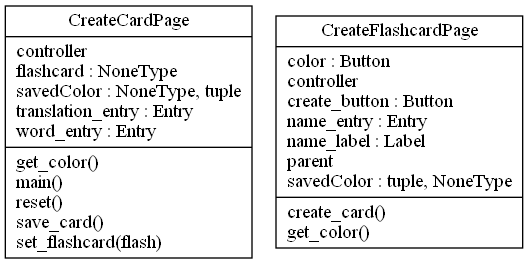 CreateCardPage
controller
flashcard : NoneType
savedColor : NoneType, tuple
translation_entry : Entry
word_entry : Entry
get_color()
main()
reset()
save_card()
set_flashcard(flash)
CreateFlashcardPage
color : Button
controller
create_button : Button
name_entry : Entry
name_label : Label
parent
savedColor : tuple, NoneType
create_card()
get_color()